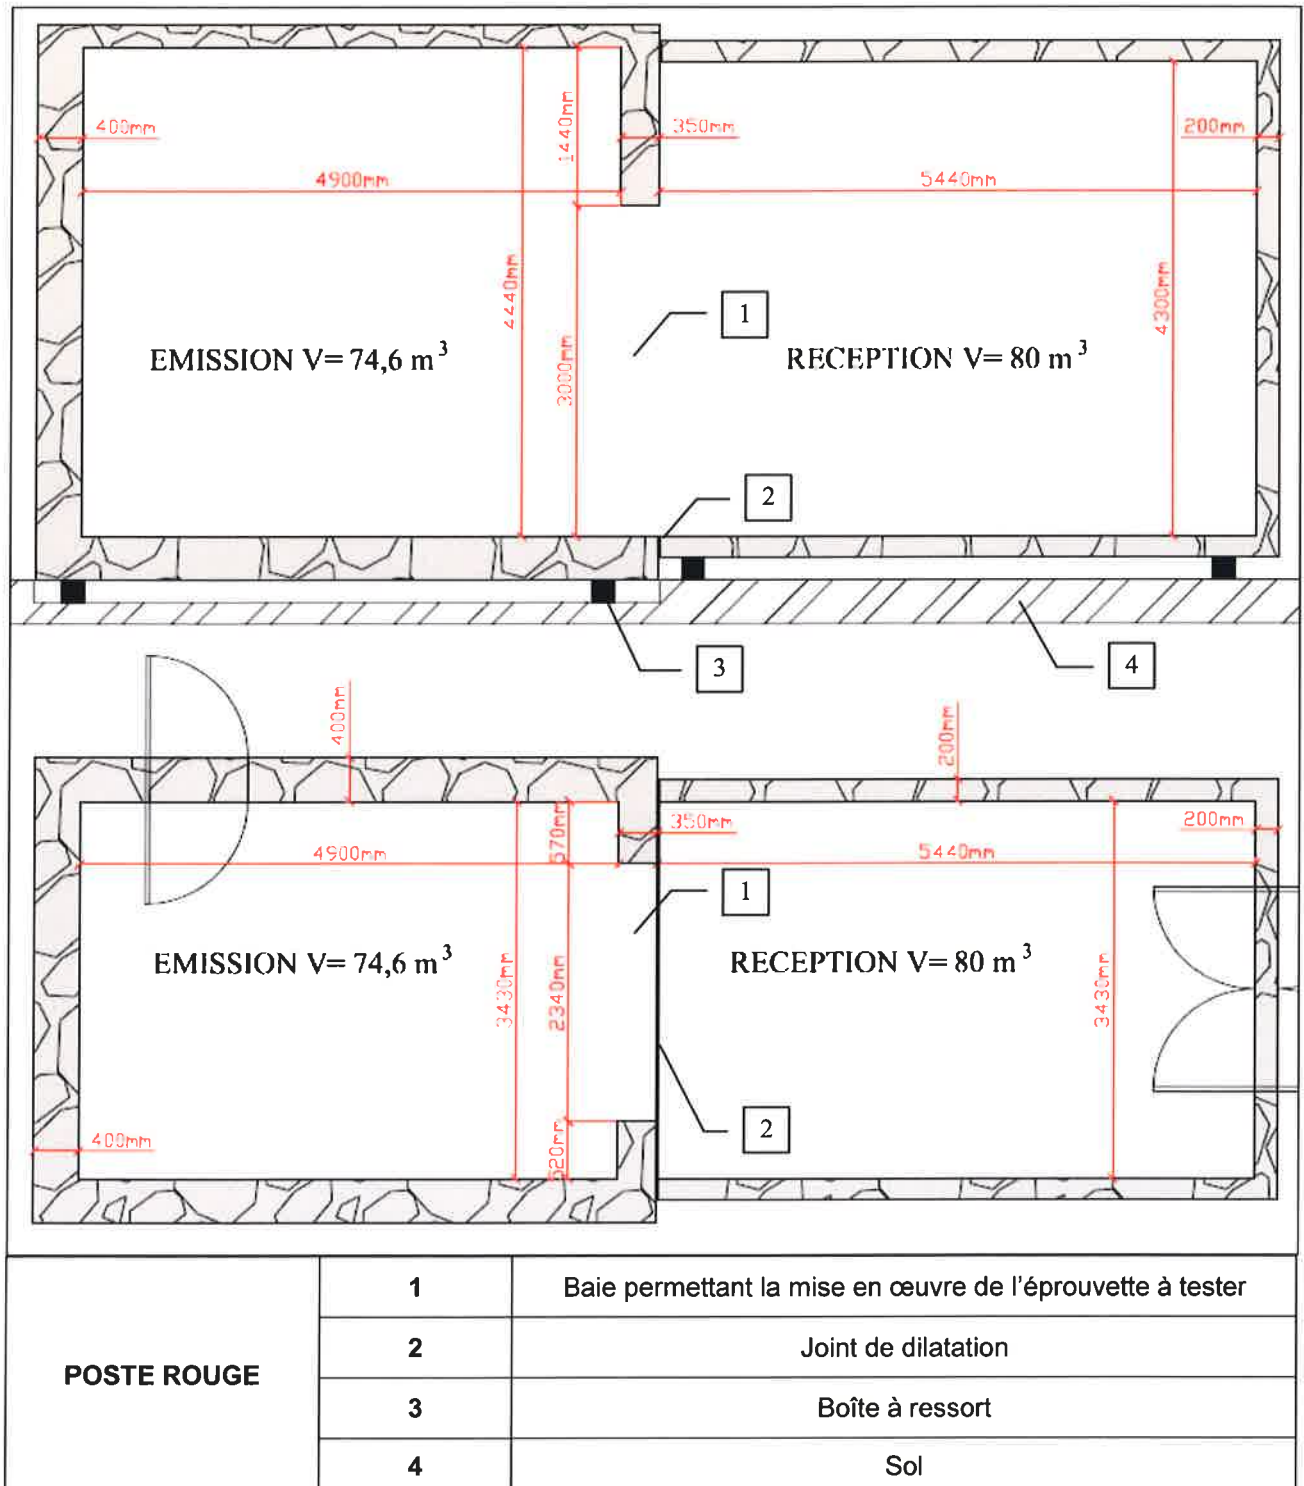 400mm
1440mm
350mm
200mm
4900mm
5440mm
4440mm
4300mm
1
EMISSION V= 74,6 m³
RECEPTION V= 80 m³
3000mm
2
3
4
400mm
200mm
670mm
350mm
200mm
4900mm
5440mm
1
EMISSION V= 74,6 m³
RECEPTION V= 80 m³
3430mm
2340mm
3430mm
2
400mm
520mm
POSTE ROUGE
1 Baie permettant la mise en œuvre de l'éprouvette à tester
2 Joint de dilatation
3 Boîte à ressort
4 Sol